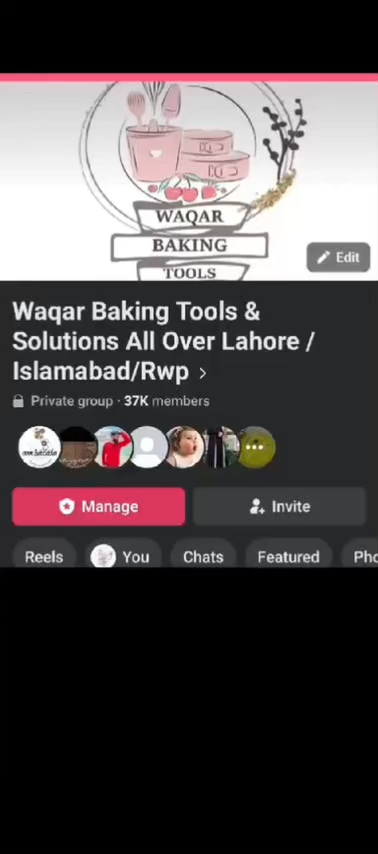 WAQAR
BAKING
TOOLS
Edit
Waqar Baking Tools &
Solutions All Over Lahore /
Islamabad/Rwp >
Private group · 37K members
Manage
Invite
Reels
You
Chats
Featured
Pho